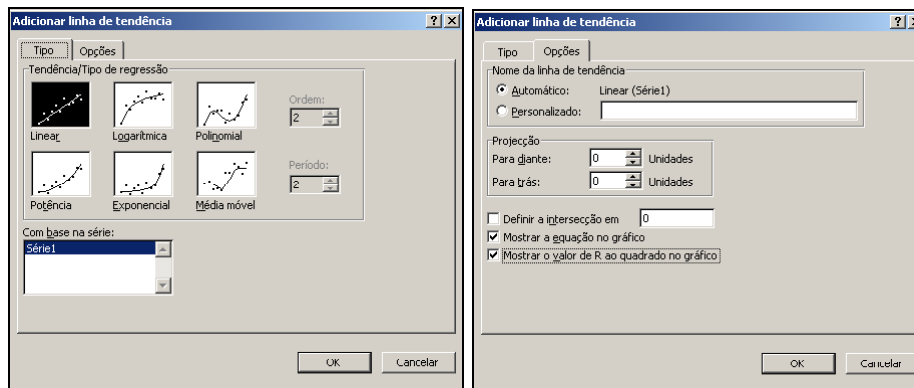 Adicionar linha de tendência
Tipo
Opções
Tendência/Tipo de regressão
Linear
Logarítmica
Polinomial
Ordem:
2
Potência
Exponencial
Média móvel
Período:
2
Com base na série:
Série1
OK
Cancelar
Adicionar linha de tendência
Tipo
Opções
Nome da linha de tendência
Automático: Linear (Série1)
Personalizado:
Projecção
Para diante: 0 Unidades
Para trás: 0 Unidades
Definir a intersecção em 0
Mostrar a equação no gráfico
Mostrar o valor de R ao quadrado no gráfico
OK
Cancelar